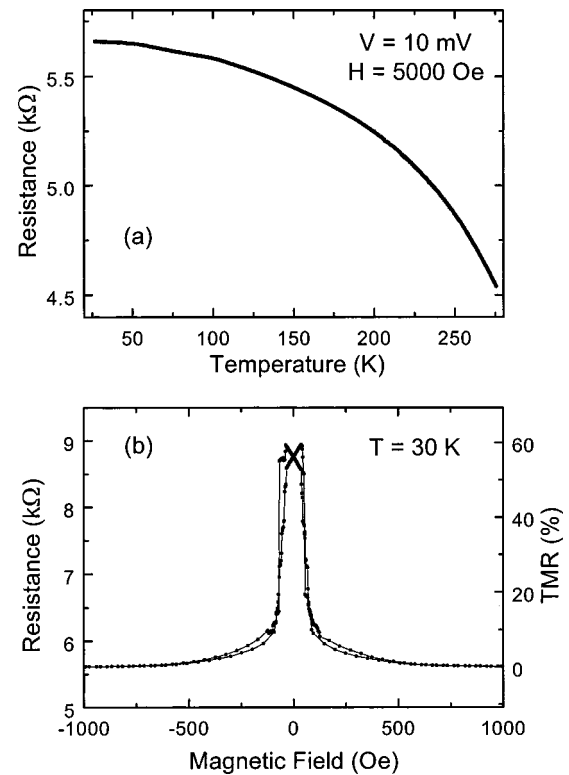 V = 10 mV
H = 5000 Oe
5.5
5.0
4.5
Resistance (kΩ)
(a)
50 100 150 200 250
Temperature (K)
(b)
T = 30 K
9
8
7
6
5
Resistance (kΩ)
60
40
20
0
TMR (%)
-1000 -500 0 500 1000
Magnetic Field (Oe)